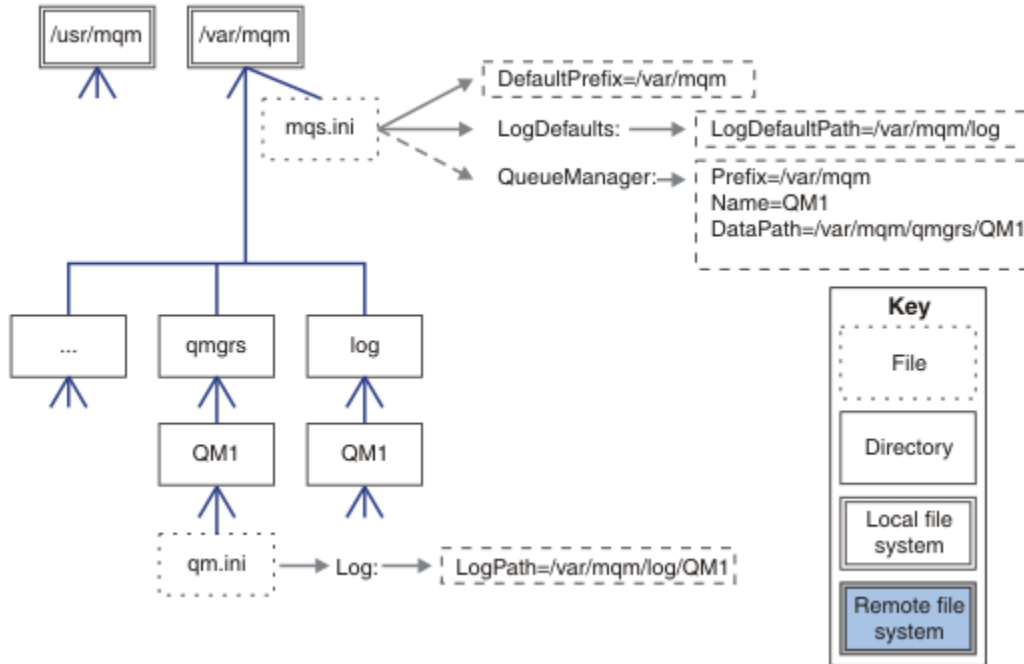 /usr/mqm
/var/mqm
DefaultPrefix=/var/mqm
mqs.ini
LogDefaults:
LogDefaultPath=/var/mqm/log
QueueManager:
Prefix=/var/mqm
Name=QM1
DataPath=/var/mqm/qmgrs/QM1
...
qmgrs
log
QM1
QM1
qm.ini
Log:
LogPath=/var/mqm/log/QM1
Key
File
Directory
Local file
system
Remote file
system